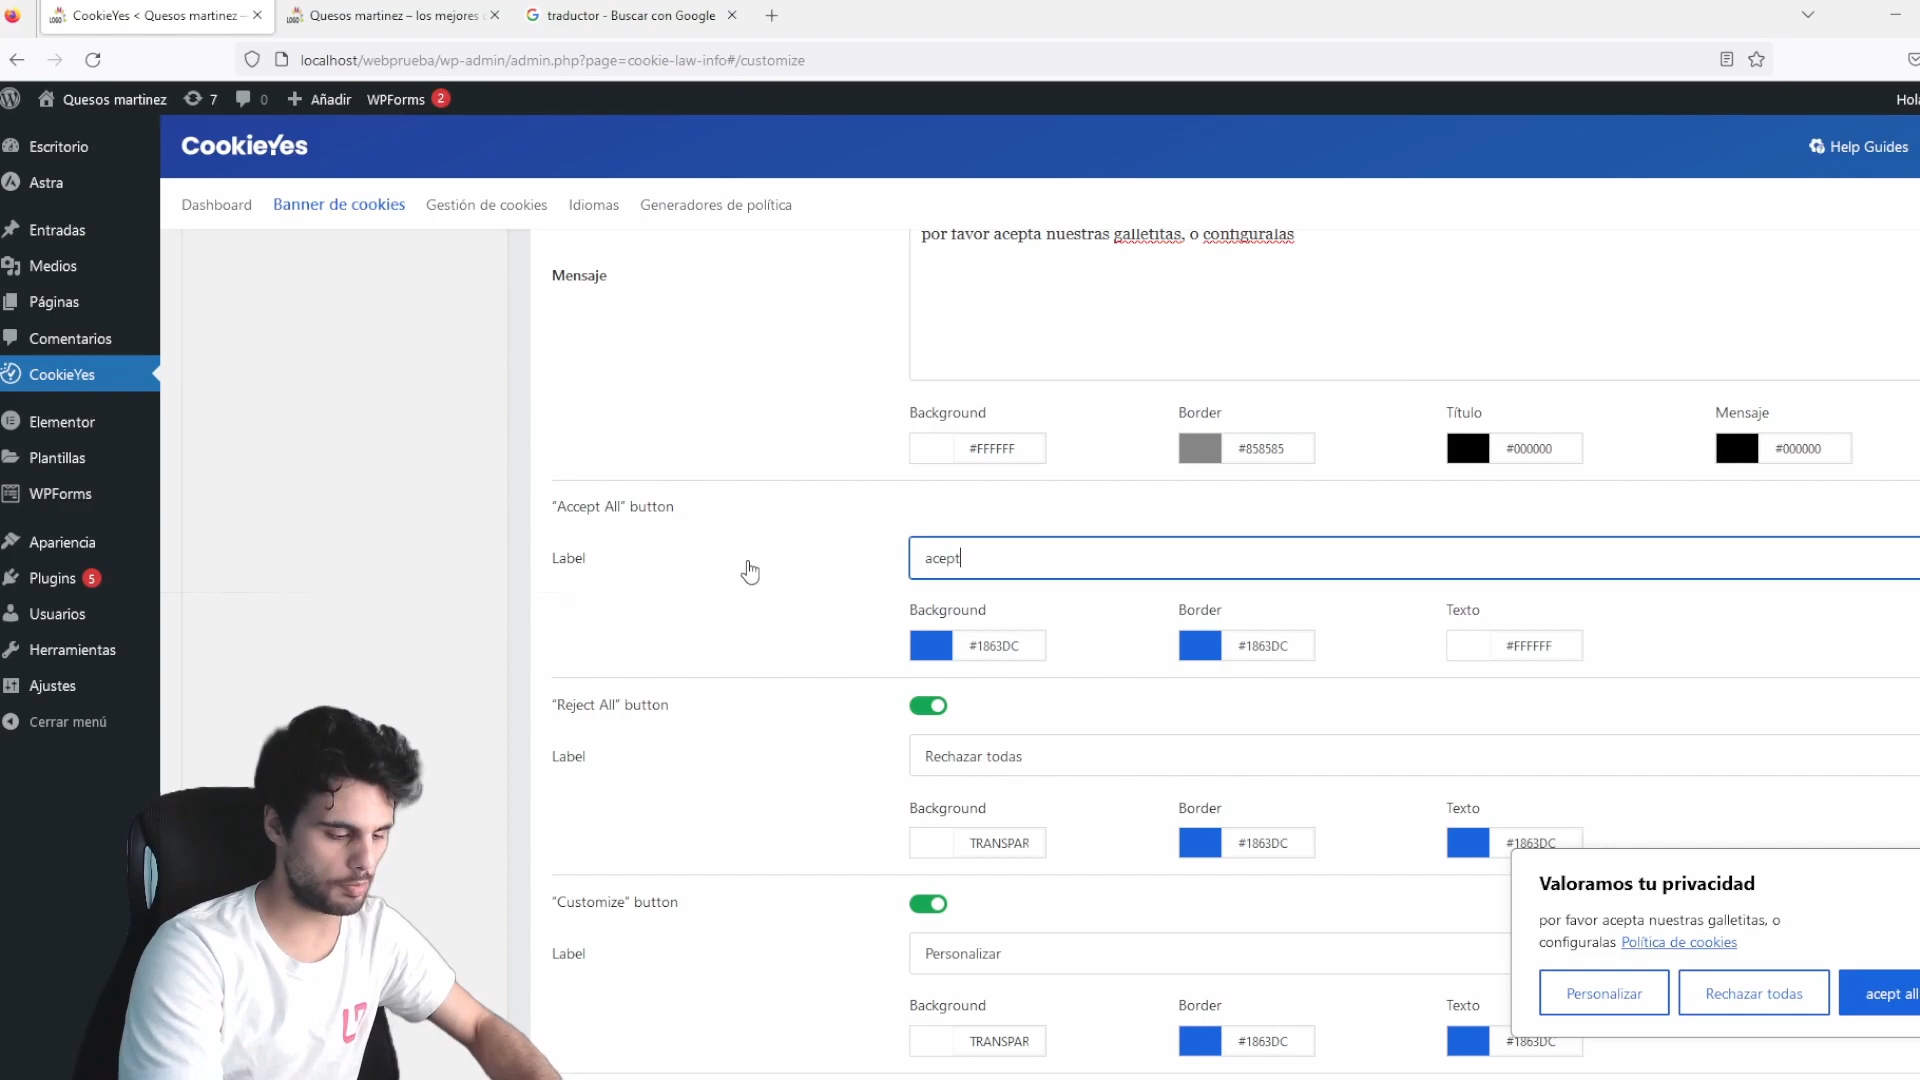 CookieYes < Quesos martinez –
Quesos martinez – los mejores
traductor - Buscar con Google
localhost/webprueba/wp-admin/admin.php?page=cookie-law-info#/customize
Quesos martinez
7
0
Añadir
WPForms 2
Hola
Escritorio
Astra
Entradas
Medios
Páginas
Comentarios
CookieYes
Elementor
Plantillas
WPForms
Apariencia
Plugins 5
Usuarios
Herramientas
Ajustes
Cerrar menú
CookieYes
Help Guides
Dashboard
Banner de cookies
Gestión de cookies
Idiomas
Generadores de política
por favor acepta nuestras galletitas, o configuralas
Mensaje
Background
Border
Título
Mensaje
#FFFFFF
#858585
#000000
#000000
"Accept All" button
Label
acept
Background
Border
Texto
#1863DC
#1863DC
#FFFFFF
"Reject All" button
Label
Rechazar todas
Background
Border
Texto
TRANSPAR
#1863DC
#1863DC
"Customize" button
Label
Personalizar
Background
Border
Texto
TRANSPAR
#1863DC
#1863DC
Valoramos tu privacidad
por favor acepta nuestras galletitas, o
configuralas Política de cookies
Personalizar
Rechazar todas
acept all